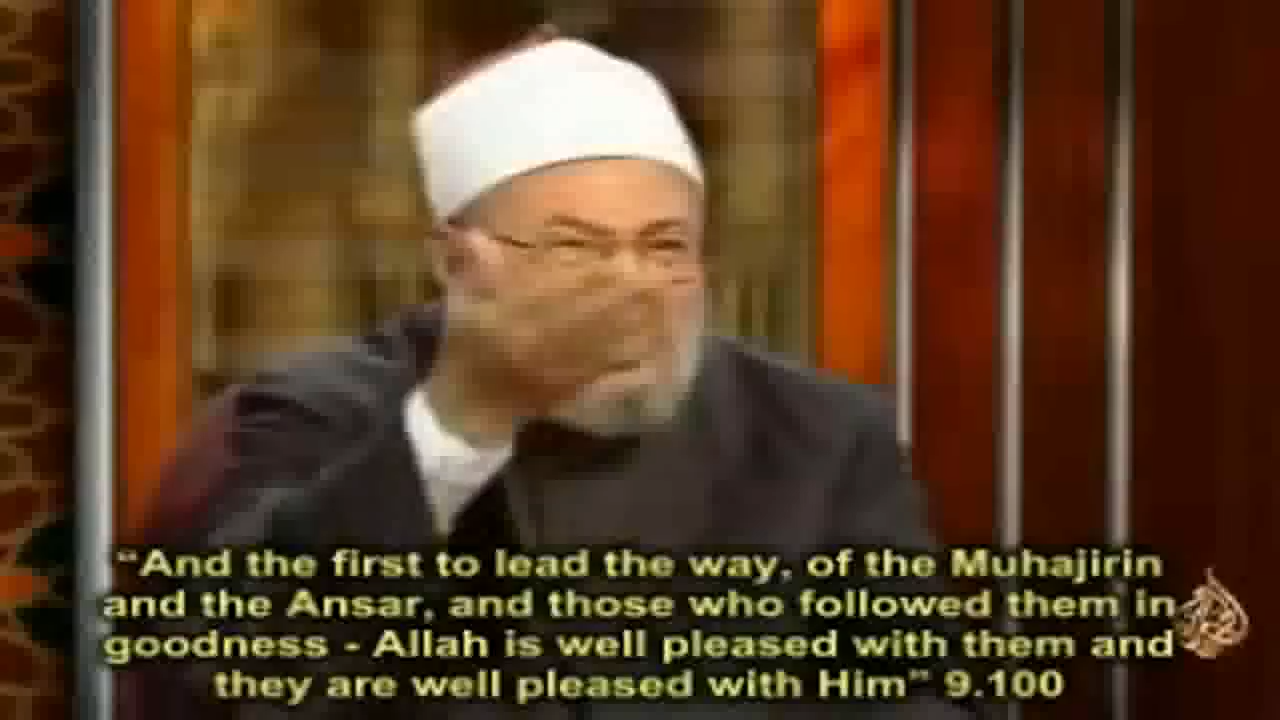 “And the first to lead the way, of the Muhajirin
and the Ansar, and those who followed them in
goodness - Allah is well pleased with them and
they are well pleased with Him” 9.100